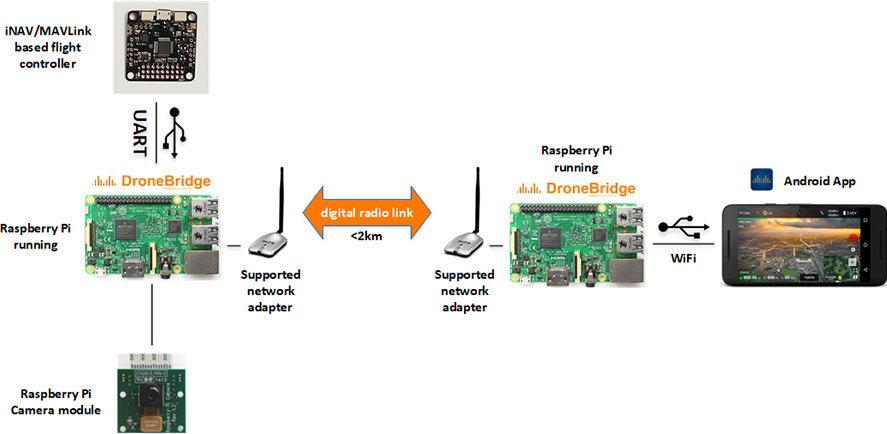 iNAV/MAVLink
based flight
controller
UART
DroneBridge
Raspberry Pi
running
Supported
network
adapter
Raspberry Pi
Camera module
digital radio link
<2km
Supported
network
adapter
Raspberry Pi
running
DroneBridge
WiFi
Android App